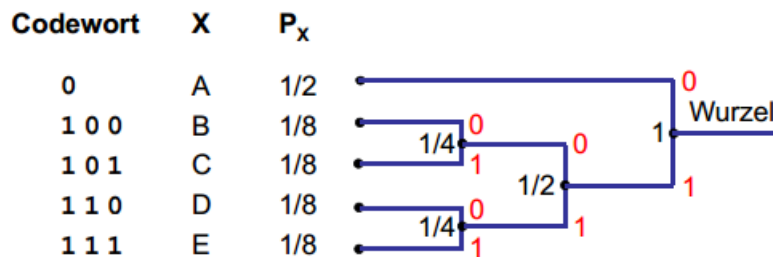 Codewort X P_X
0 A 1/2 0
Wurzel
1 0 0 B 1/8 0
1/4 0 1
1 0 1 C 1/8 1
1/2 1
1 1 0 D 1/8 0
1/4 1
1 1 1 E 1/8 1